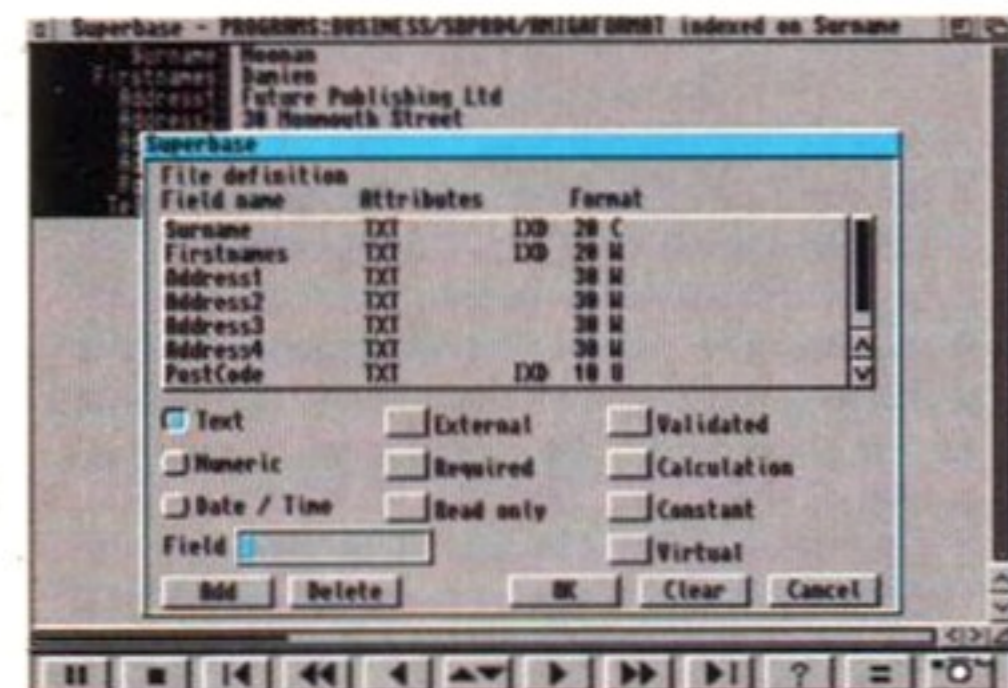 Superbase - PROGRAMS:BUSINESS/SBPRO4/AMIGAFORMAT indexed on Surname
Surname Noonan
Firstnames Damien
Address1 Future Publishing Ltd
Address2 30 Monmouth Street
Superbase
File definition
Field name Attributes Format
Surname TXT IXD 20 C
Firstnames TXT IXD 20 W
Address1 TXT 30 W
Address2 TXT 30 W
Address3 TXT 30 W
Address4 TXT 30 W
PostCode TXT IXD 10 U
Text External Validated
Numeric Required Calculation
Date / Time Read only Constant
Field Virtual
Add Delete OK Clear Cancel
? =